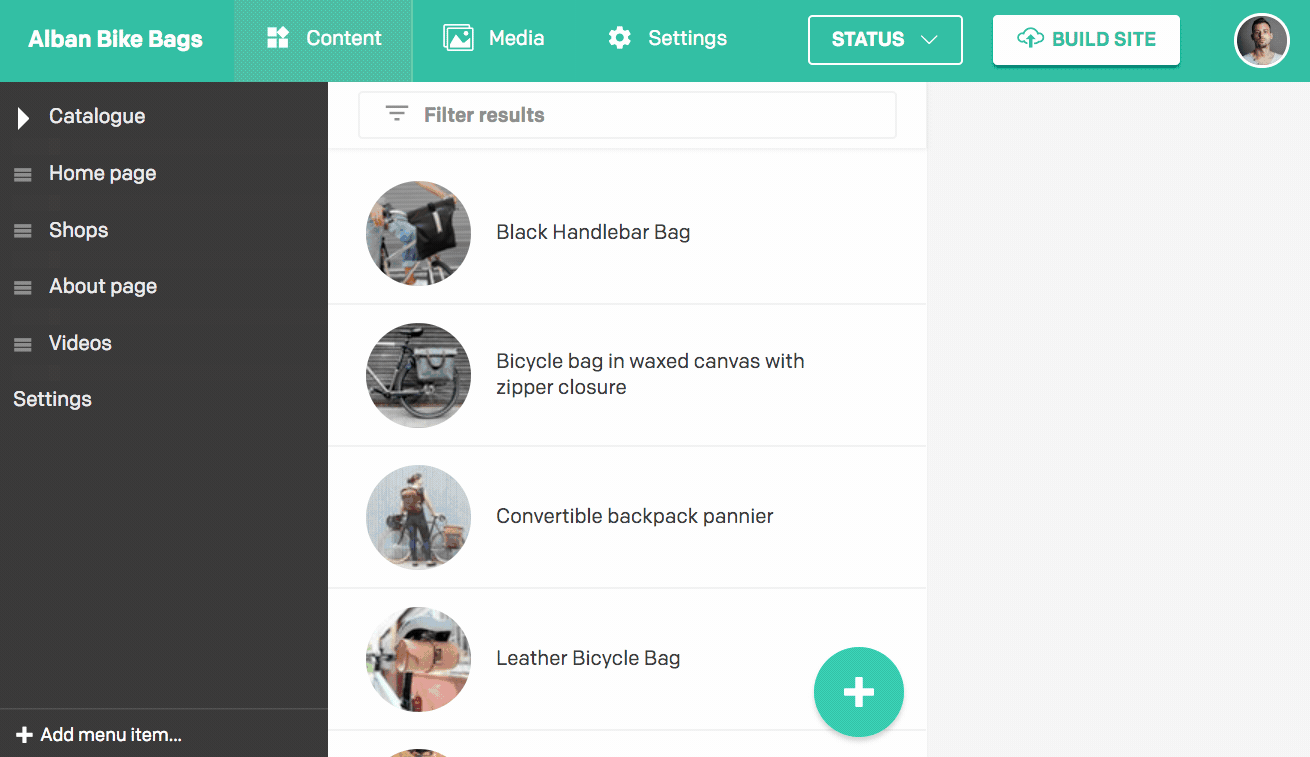 Alban Bike Bags
Content
Media
Settings
STATUS
BUILD SITE
Catalogue
Home page
Shops
About page
Videos
Settings
Add menu item...
Filter results
Black Handlebar Bag
Bicycle bag in waxed canvas with
zipper closure
Convertible backpack pannier
Leather Bicycle Bag